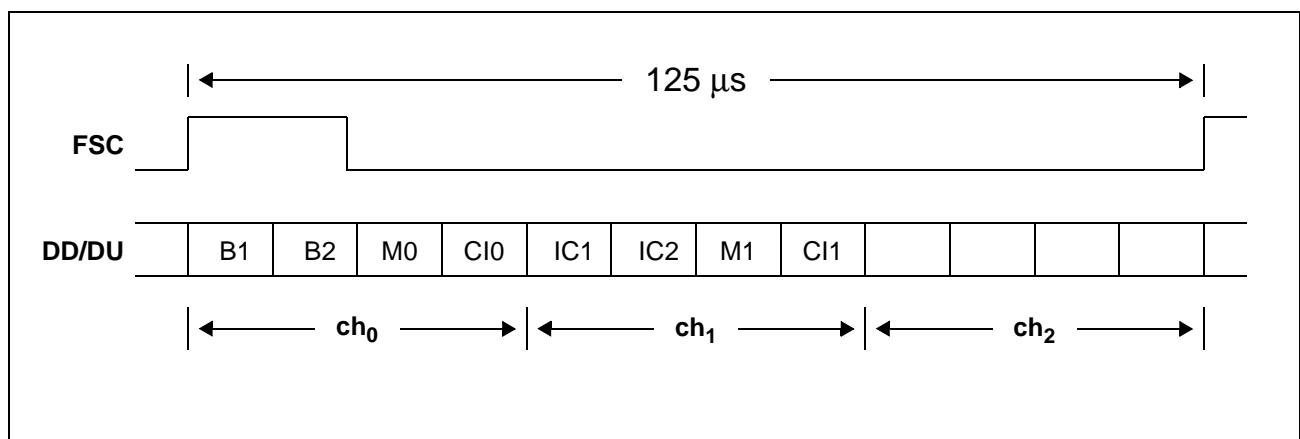 125 μs
FSC
DD/DU B1 B2 M0 CI0 IC1 IC2 M1 CI1
ch0 ch1 ch2